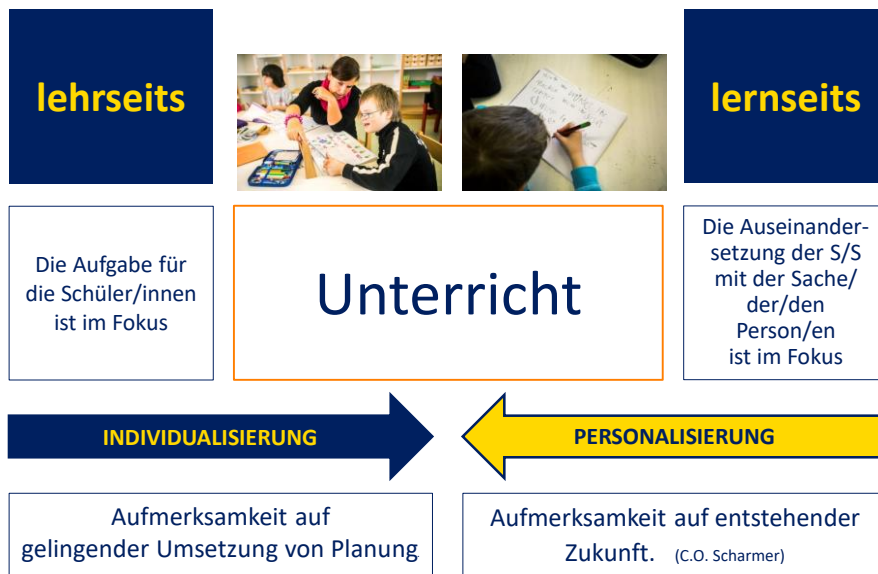 lehrseits
lernseits
Die Aufgabe für
die Schüler/innen
ist im Fokus
Unterricht
Die Auseinander-
setzung der S/S
mit der Sache/
der/den
Person/en
ist im Fokus
INDIVIDUALISIERUNG
PERSONALISIERUNG
Aufmerksamkeit auf
gelingender Umsetzung von Planung
Aufmerksamkeit auf entstehender
Zukunft. (C.O. Scharmer)